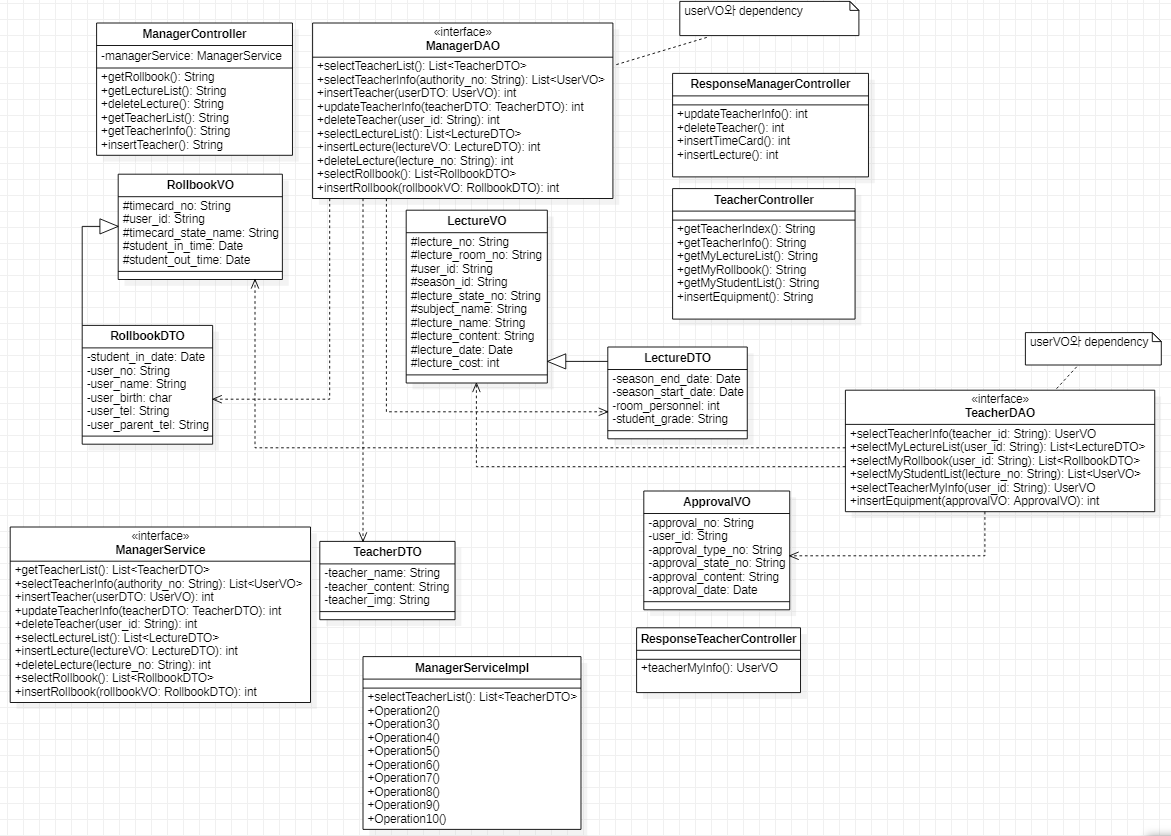 userVO와 dependency
ManagerController
-managerService: ManagerService
+getRollbook(): String
+getLectureList(): String
+deleteLecture(): String
+getTeacherList(): String
+getTeacherInfo(): String
+insertTeacher(): String
«interface»
ManagerDAO
+selectTeacherList(): List<TeacherDTO>
+selectTeacherInfo(authority_no: String): List<UserVO>
+insertTeacher(userDTO: UserVO): int
+updateTeacherInfo(teacherDTO: TeacherDTO): int
+deleteTeacher(user_id: String): int
+selectLectureList(): List<LectureDTO>
+insertLecture(lectureVO: LectureDTO): int
+deleteLecture(lecture_no: String): int
+selectRollbook(): List<RollbookDTO>
+insertRollbook(rollbookVO: RollbookDTO): int
ResponseManagerController
+updateTeacherInfo(): int
+deleteTeacher(): int
+insertTimeCard(): int
+insertLecture(): int
RollbookVO
#timecard_no: String
#user_id: String
#timecard_state_name: String
#student_in_time: Date
#student_out_time: Date
LectureVO
#lecture_no: String
#lecture_room_no: String
#user_id: String
#season_id: String
#lecture_state_no: String
#subject_name: String
#lecture_name: String
#lecture_content: String
#lecture_date: Date
#lecture_cost: int
TeacherController
+getTeacherIndex(): String
+getTeacherInfo(): String
+getMyLectureList(): String
+getMyRollbook(): String
+getMyStudentList(): String
+insertEquipment(): String
RollbookDTO
-student_in_date: Date
-user_no: String
-user_name: String
-user_birth: char
-user_tel: String
-user_parent_tel: String
LectureDTO
-season_end_date: Date
-season_start_date: Date
-room_personnel: int
-student_grade: String
userVO와 dependency
«interface»
TeacherDAO
+selectTeacherInfo(teacher_id: String): UserVO
+selectMyLectureList(user_id: String): List<LectureDTO>
+selectMyRollbook(user_id: String): List<RollbookDTO>
+selectMyStudentList(lecture_no: String): List<UserVO>
+selectTeacherMyInfo(user_id: String): UserVO
+insertEquipment(approvalVO: ApprovalVO): int
ApprovalVO
-approval_no: String
-user_id: String
-approval_type_no: String
-approval_state_no: String
-approval_content: String
-approval_date: Date
«interface»
ManagerService
+getTeacherList(): List<TeacherDTO>
+selectTeacherInfo(authority_no: String): List<UserVO>
+insertTeacher(userDTO: UserVO): int
+updateTeacherInfo(teacherDTO: TeacherDTO): int
+deleteTeacher(user_id: String): int
+selectLectureList(): List<LectureDTO>
+insertLecture(lectureVO: LectureDTO): int
+deleteLecture(lecture_no: String): int
+selectRollbook(): List<RollbookDTO>
+insertRollbook(rollbookVO: RollbookDTO): int
TeacherDTO
-teacher_name: String
-teacher_content: String
-teacher_img: String
ResponseTeacherController
+teacherMyInfo(): UserVO
ManagerServiceImpl
+selectTeacherList(): List<TeacherDTO>
+Operation2()
+Operation3()
+Operation4()
+Operation5()
+Operation6()
+Operation7()
+Operation8()
+Operation9()
+Operation10()